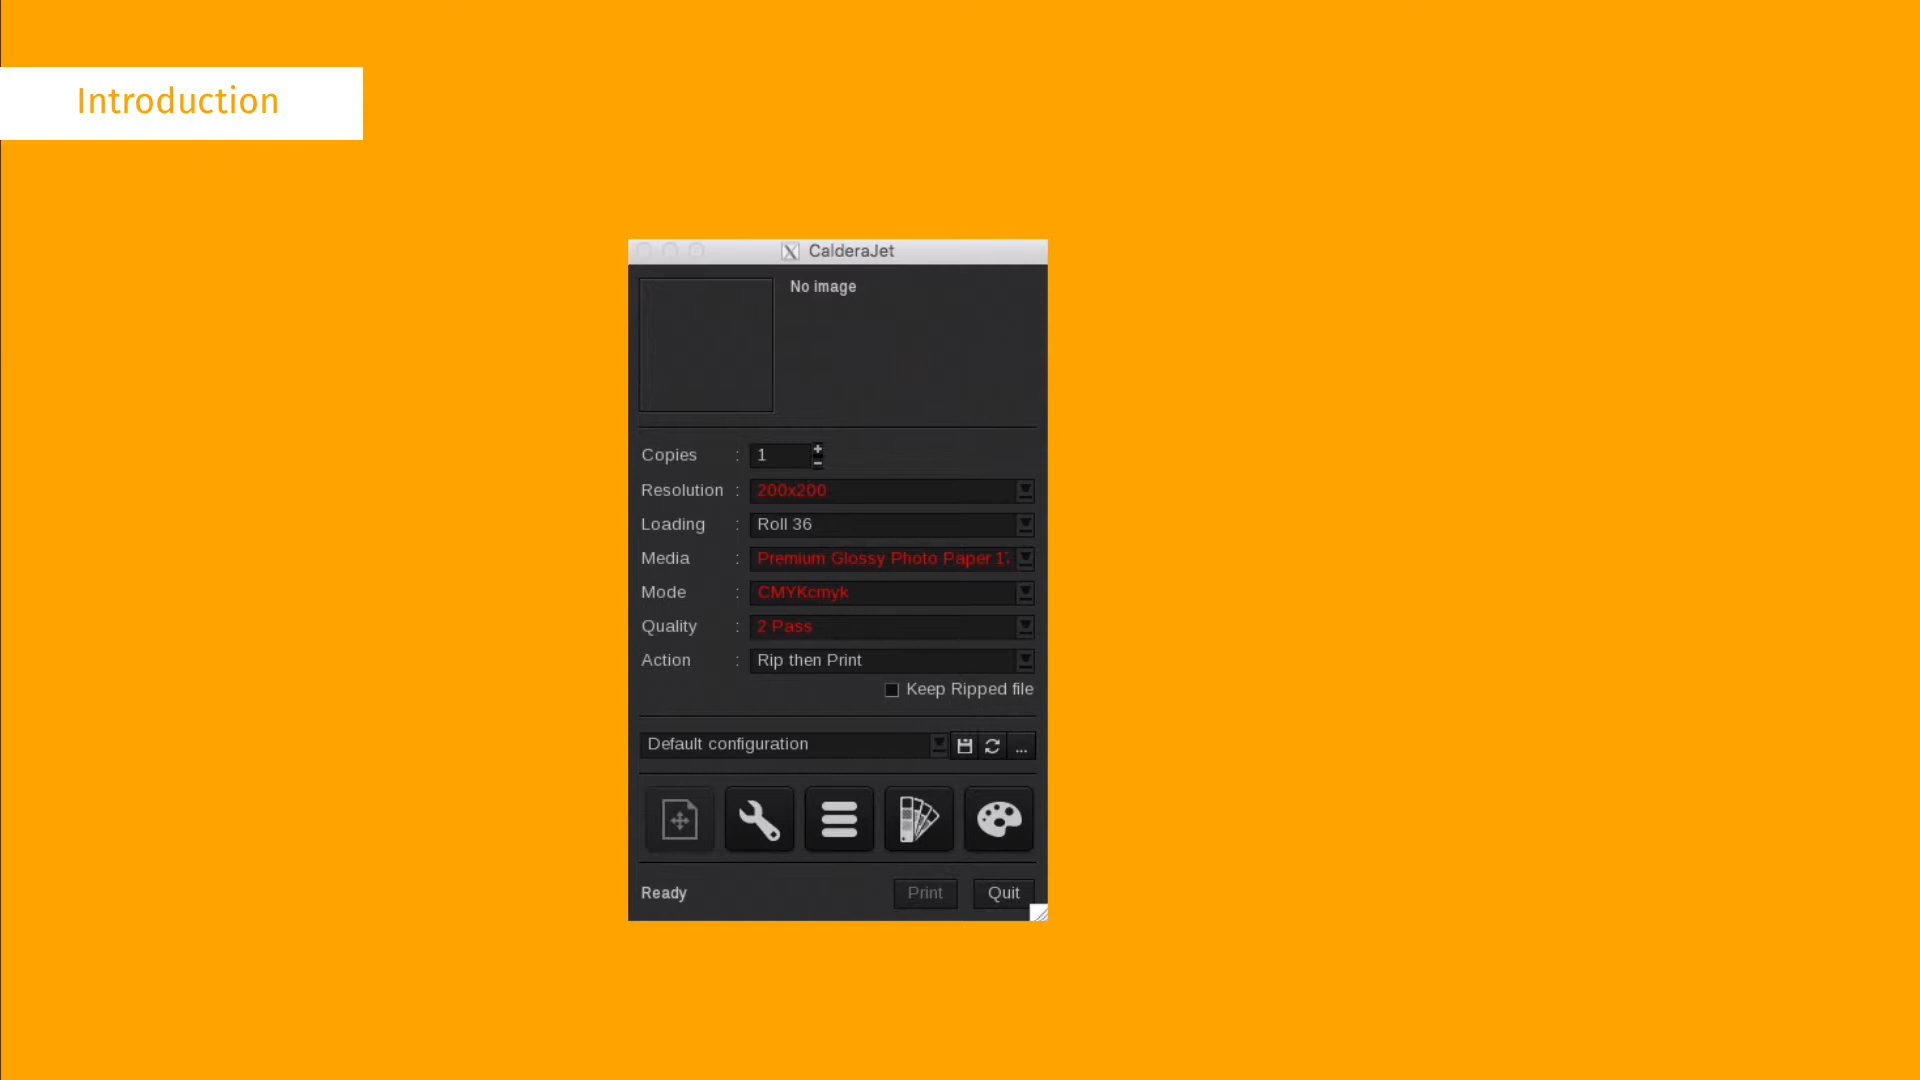 Introduction
CalderaJet
No image
Copies : 1
Resolution : 200x200
Loading : Roll 36
Media : Premium Glossy Photo Paper
Mode : CMYKcmyk
Quality : 2 Pass
Action : Rip then Print
Keep Ripped file
Default configuration ...
Ready Print Quit